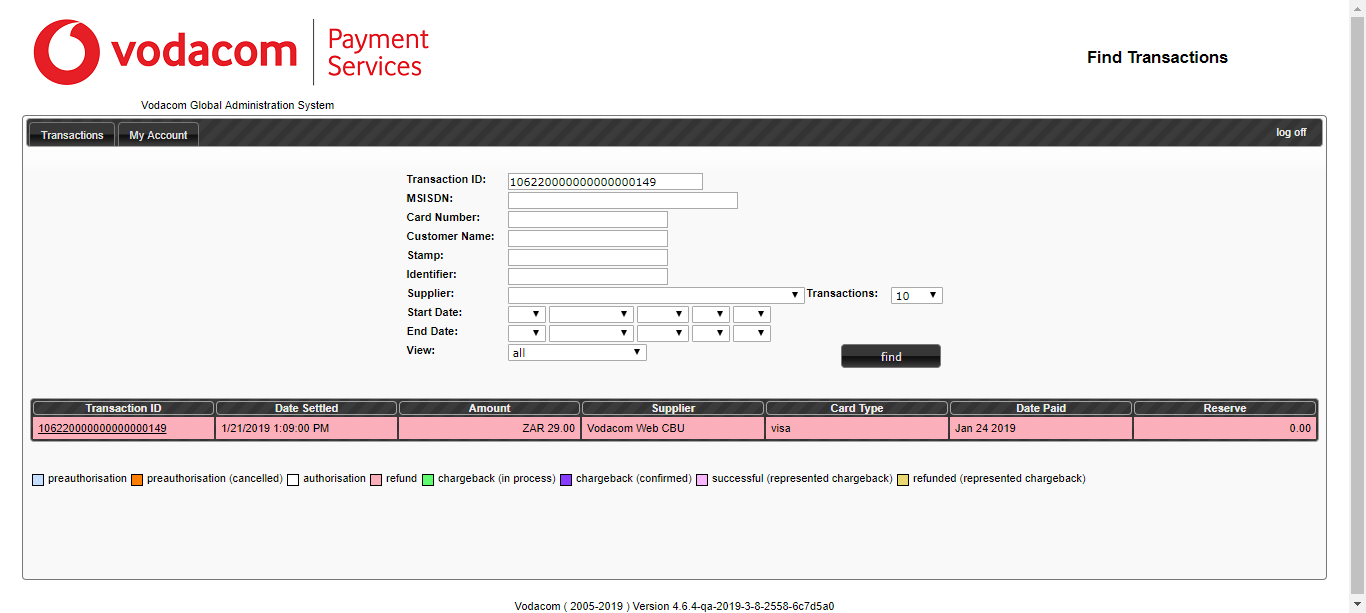 vodacom
Payment
Services
Find Transactions
Vodacom Global Administration System
Transactions My Account log off
Transaction ID: 106220000000000000149
MSISDN:
Card Number:
Customer Name:
Stamp:
Identifier:
Supplier: Transactions: 10
Start Date:
End Date:
View: all find
Transaction ID Date Settled Amount Supplier Card Type Date Paid Reserve
106220000000000000149 1/21/2019 1:09:00 PM ZAR 29.00 Vodacom Web CBU visa Jan 24 2019 0.00
preauthorisation preauthorisation (cancelled) authorisation refund chargeback (in process) chargeback (confirmed) successful (represented chargeback) refunded (represented chargeback)
Vodacom ( 2005-2019 ) Version 4.6.4-qa-2019-3-8-2558-6c7d5a0